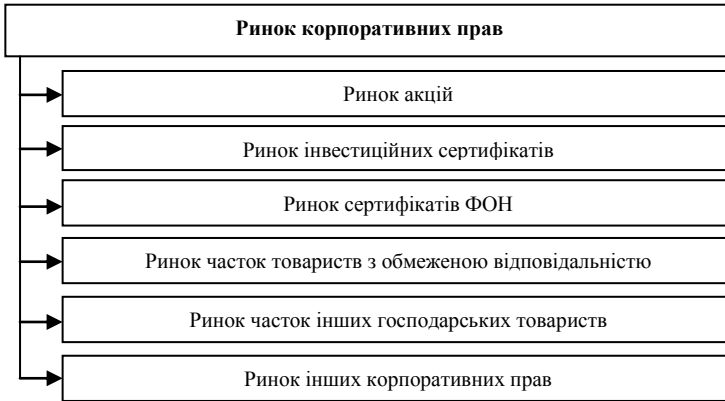 Ринок корпоративних прав
Ринок акцій
Ринок інвестиційних сертифікатів
Ринок сертифікатів ФОН
Ринок часток товариств з обмеженою відповідальністю
Ринок часток інших господарських товариств
Ринок інших корпоративних прав